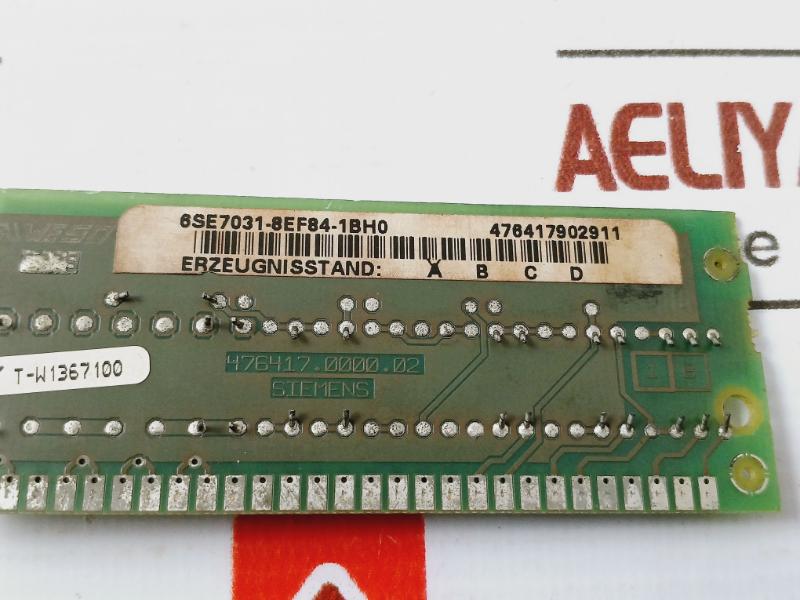 AELIY
e
6SE7031-8EF84-1BH0 476417902911
ERZEUGNISSTAND: A B C D
T-W1367100
476417.0000.02
SIEMENS